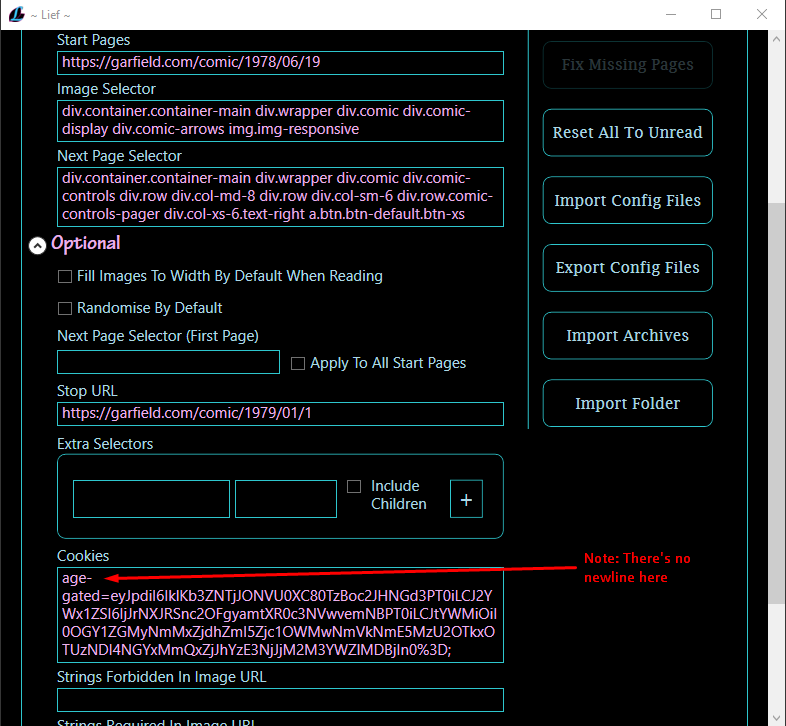 ~ Lief ~
Start Pages
https://garfield.com/comic/1978/06/19
Image Selector
div.container.container-main div.wrapper div.comic div.comic-
display div.comic-arrows img.img-responsive
Next Page Selector
div.container.container-main div.wrapper div.comic div.comic-
controls div.row div.col-md-8 div.row div.col-sm-6 div.row.comic-
controls-pager div.col-xs-6.text-right a.btn.btn-default.btn-xs
Optional
Fill Images To Width By Default When Reading
Randomise By Default
Next Page Selector (First Page)
Apply To All Start Pages
Stop URL
https://garfield.com/comic/1979/01/1
Extra Selectors
Include
Children
+
Cookies
age-
gated=eyJpdiI6IklKb3ZNTjJONVU0XC80TzBoc2JHNGd3PT0iLCJ2Y
Wx1ZSI6IjJrNXJRSnc2OFgyamtXR0c3NVwvemNBPT0iLCJtYWMiOiI
0OGY1ZGMyNmMxZjdhZmI5Zjc1OWMwNmVkNmE5MzU2OTkxO
TUzNDI4NGYxMmQxZjJhYzE3NjJjM2M3YWZlMDBjIn0%3D;
Strings Forbidden In Image URL
Strings Required In Image URL
Fix Missing Pages
Reset All To Unread
Import Config Files
Export Config Files
Import Archives
Import Folder
Note: There's no
newline here